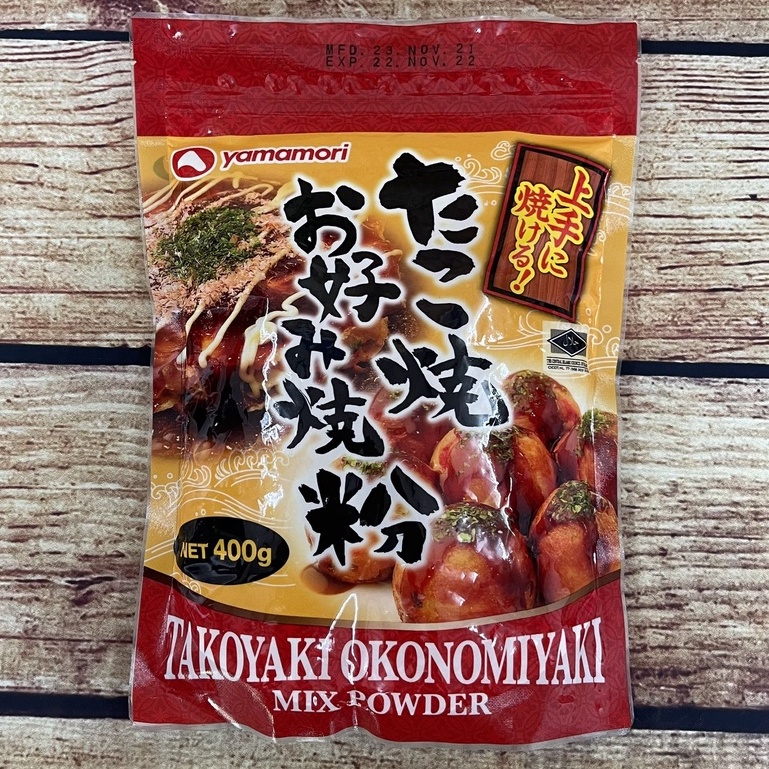 MFD. 23. NOV. 21
EXP. 22. NOV. 22
yamamori
上手に
焼ける!
たこ焼
お好み焼
粉
حلال
NET 400g
TAKOYAKI OKONOMIYAKI
MIX POWDER